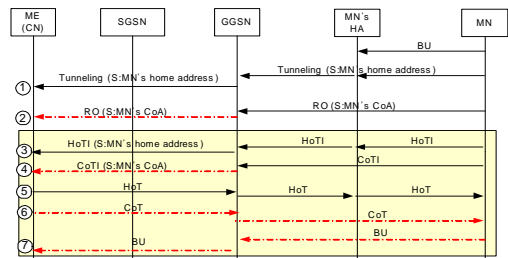 ME
(CN)
SGSN
GGSN
MN's
HA
MN
BU
Tunneling (S:MN's home address)
Tunneling (S:MN's home address)
1
RO (S:MN's CoA)
RO (S:MN's CoA)
2
HoTI (S:MN's home address)
HoTI
HoTI
3
CoTI (S:MN's CoA)
CoTI
4
HoT
5
HoT
HoT
CoT
6
CoT
BU
BU
7